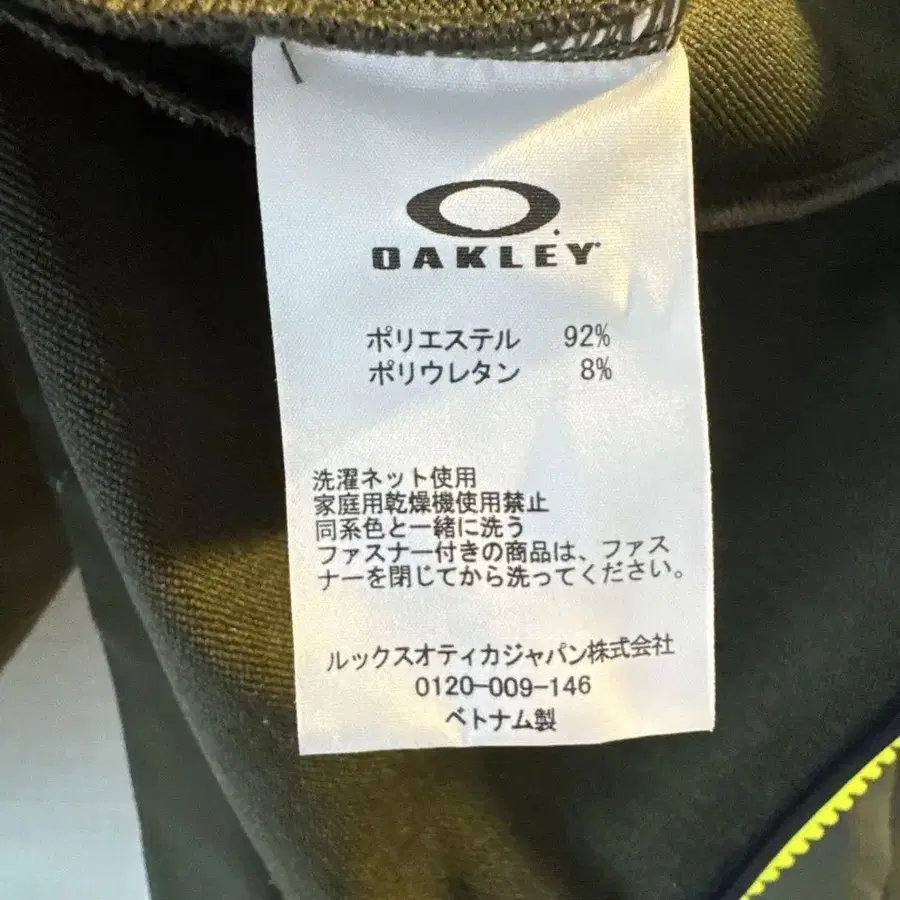 OAKLEY
ポリエステル 92%
ポリウレタン 8%
洗濯ネット使用
家庭用乾燥機使用禁止
同系色と一緒に洗う
ファスナー付きの商品は、ファス
ナーを閉じてから洗ってください。
ルックスオティカジャパン株式会社
0120-009-146
ベトナム製